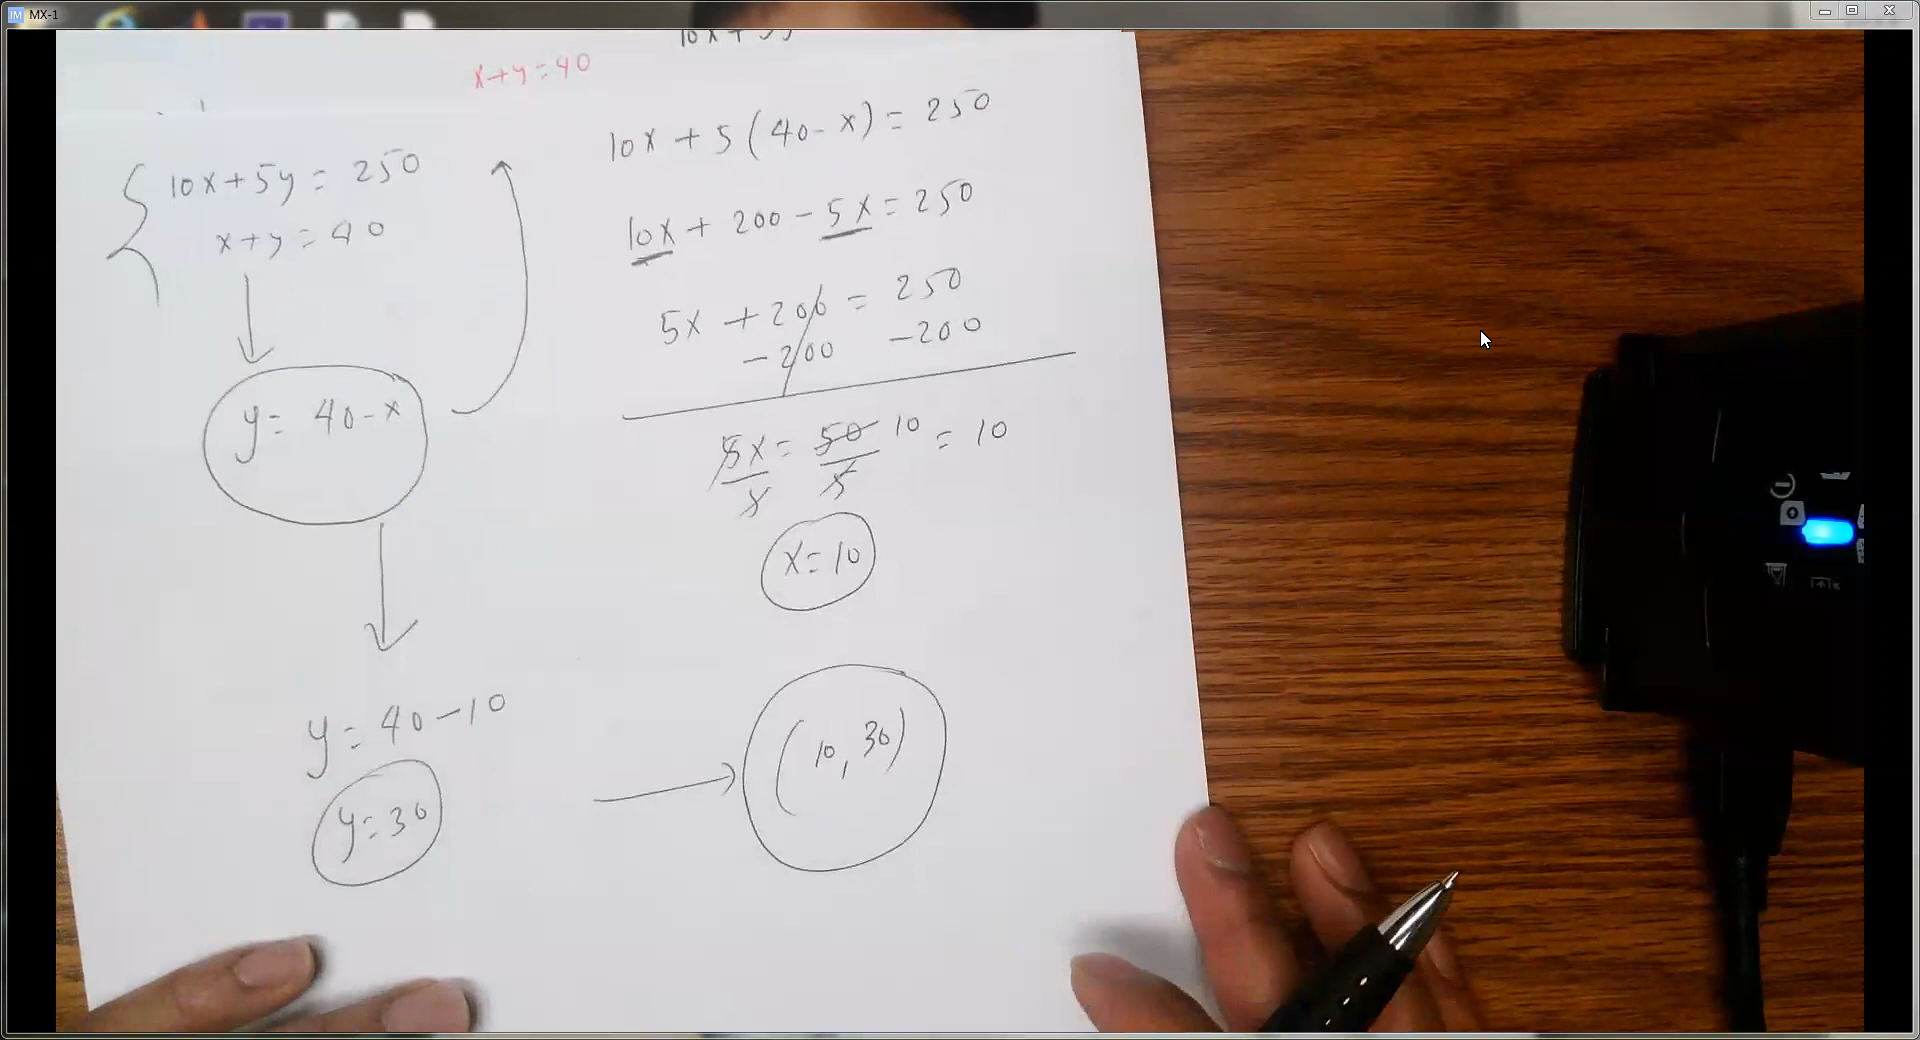 MX-1
x+y=40
10x+5y=250
x+y=40
y=40-x
y=40-10
y=30
10x+5(40-x)=250
10x+200-5x=250
5x+200=250
-200 -200
5x/5=50/5 10 = 10
x=10
(10,30)